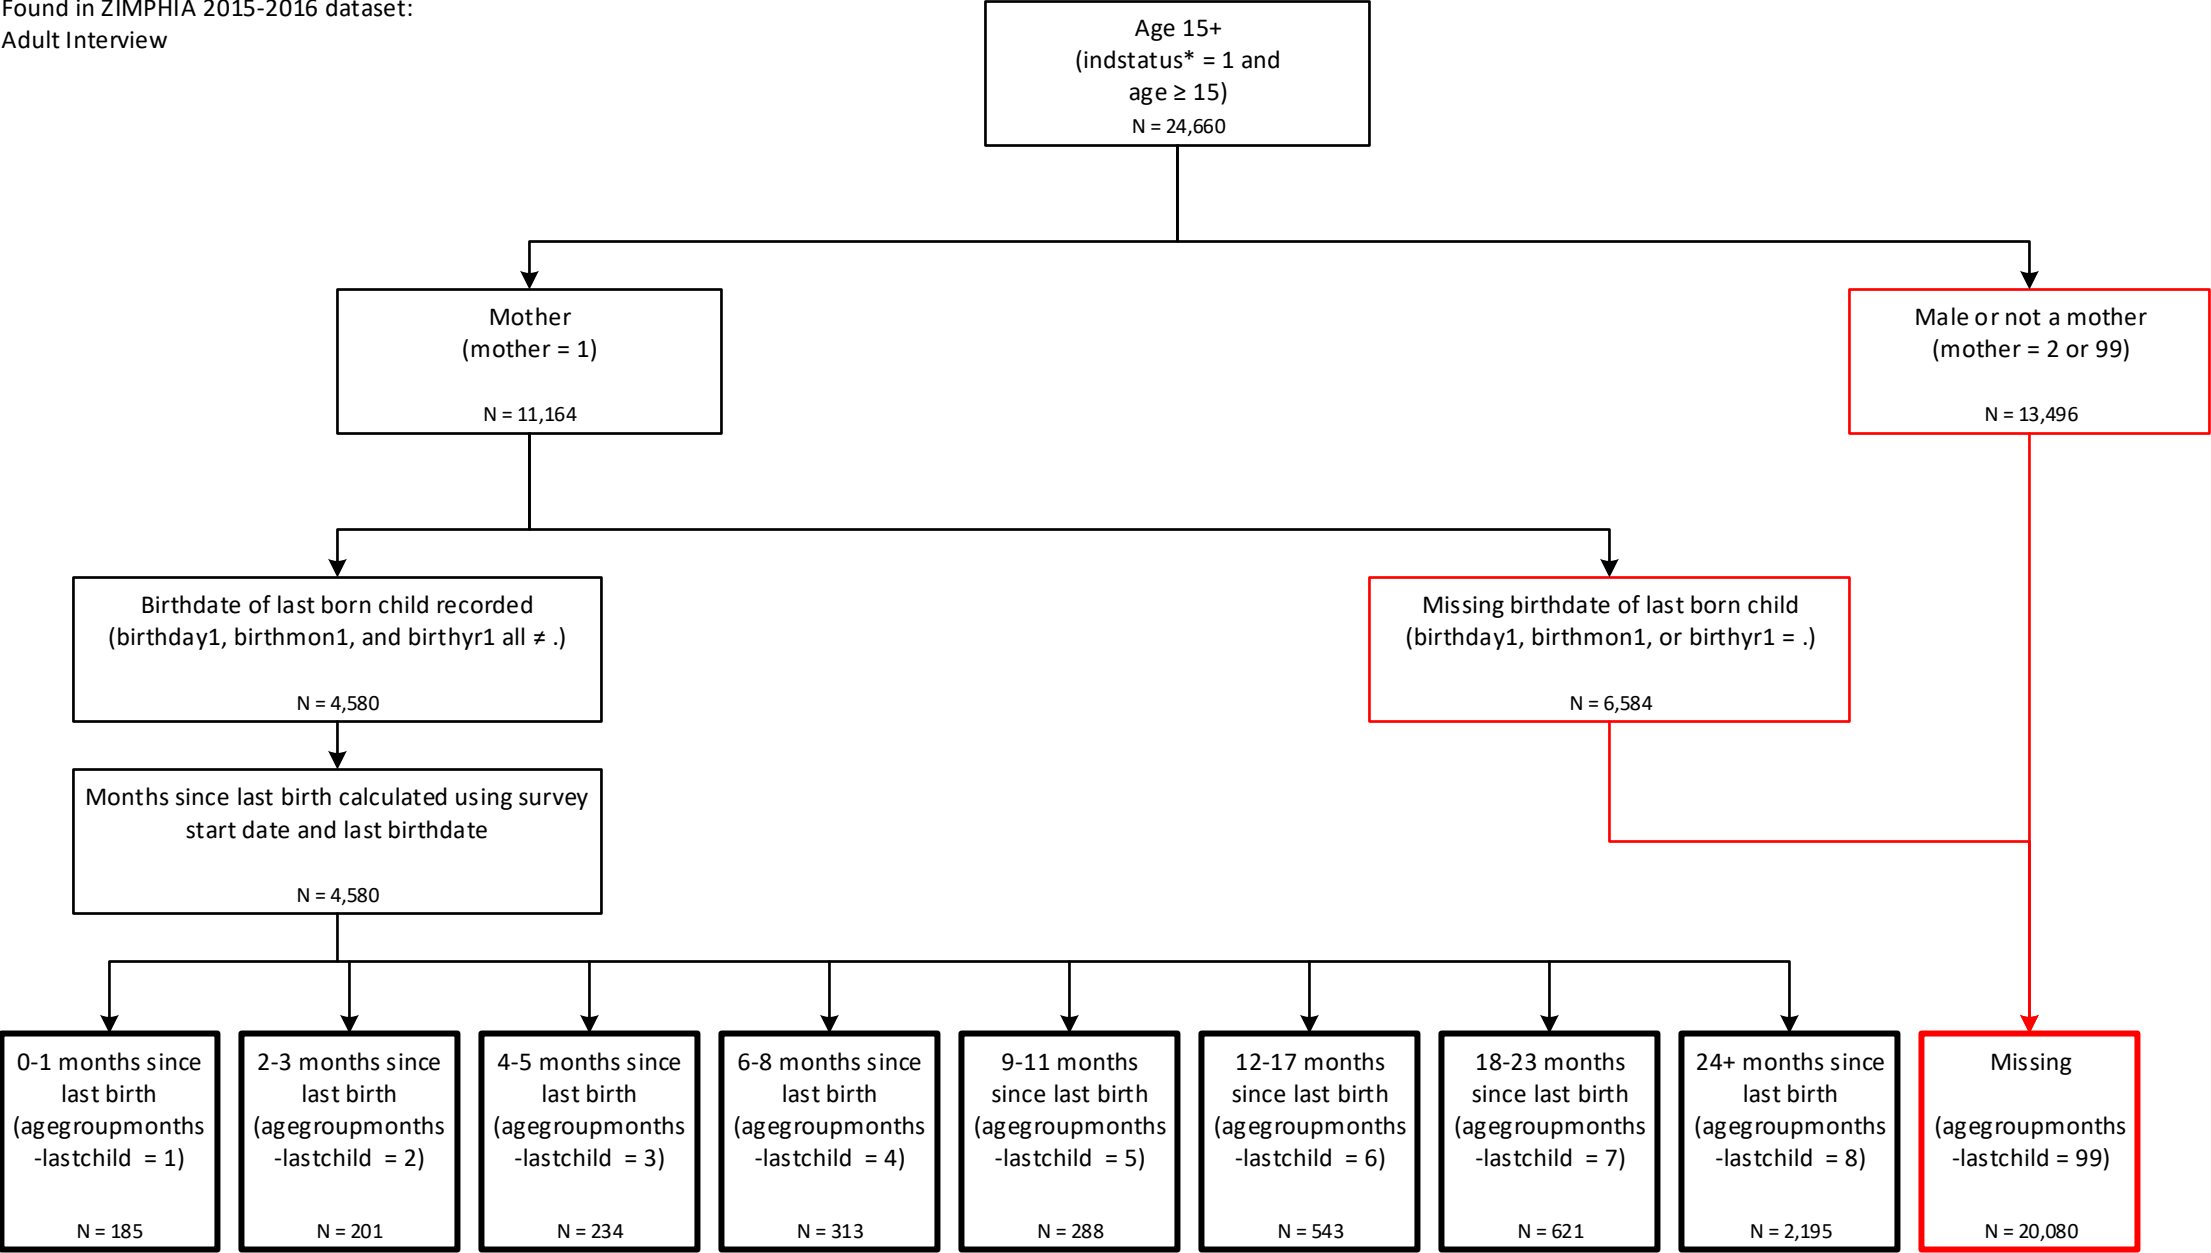 Found in ZIMPHIA 2015-2016 dataset:
Adult Interview
Age 15+
(indstatus* = 1 and
age ≥ 15)
N = 24,660
Mother
(mother = 1)
N = 11,164
Male or not a mother
(mother = 2 or 99)
N = 13,496
Birthdate of last born child recorded
(birthday1, birthmon1, and birthyr1 all ≠ .)
N = 4,580
Missing birthdate of last born child
(birthday1, birthmon1, or birthyr1 = .)
N = 6,584
Months since last birth calculated using survey
start date and last birthdate
N = 4,580
0-1 months since
last birth
(agegroupmonths
-lastchild = 1)
N = 185
2-3 months since
last birth
(agegroupmonths
-lastchild = 2)
N = 201
4-5 months since
last birth
(agegroupmonths
-lastchild = 3)
N = 234
6-8 months since
last birth
(agegroupmonths
-lastchild = 4)
N = 313
9-11 months
since last birth
(agegroupmonths
-lastchild = 5)
N = 288
12-17 months
since last birth
(agegroupmonths
-lastchild = 6)
N = 543
18-23 months
since last birth
(agegroupmonths
-lastchild = 7)
N = 621
24+ months since
last birth
(agegroupmonths
-lastchild = 8)
N = 2,195
Missing
(agegroupmonths
-lastchild = 99)
N = 20,080